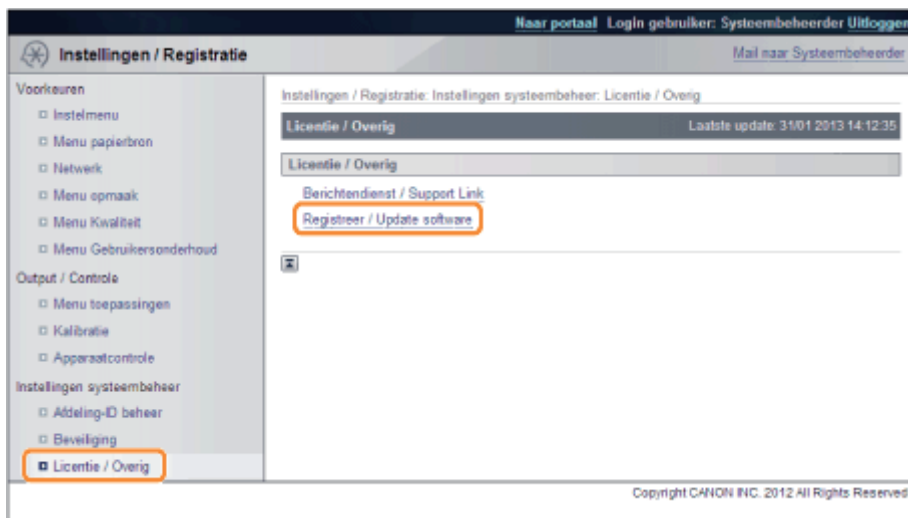 Naar portaal Login gebruiker: Systeembeheerder Uitloggen
Instellingen / Registratie
Mail naar Systeembeheerder
Voorkeuren
Instelmenu
Menu papierbron
Netwerk
Menu opmaak
Menu Kwaliteit
Menu Gebruikersonderhoud
Output / Controle
Menu toepassingen
Kalibratie
Apparaatcontrole
Instellingen systeembeheer
Afdeling-ID beheer
Beveiliging
Licentie / Overig
Instellingen / Registratie: Instellingen systeembeheer: Licentie / Overig
Licentie / Overig Laatste update: 31/01 2013 14:12:35
Licentie / Overig
Berichtendienst / Support Link
Registreer / Update software
Copyright CANON INC. 2012 All Rights Reserved